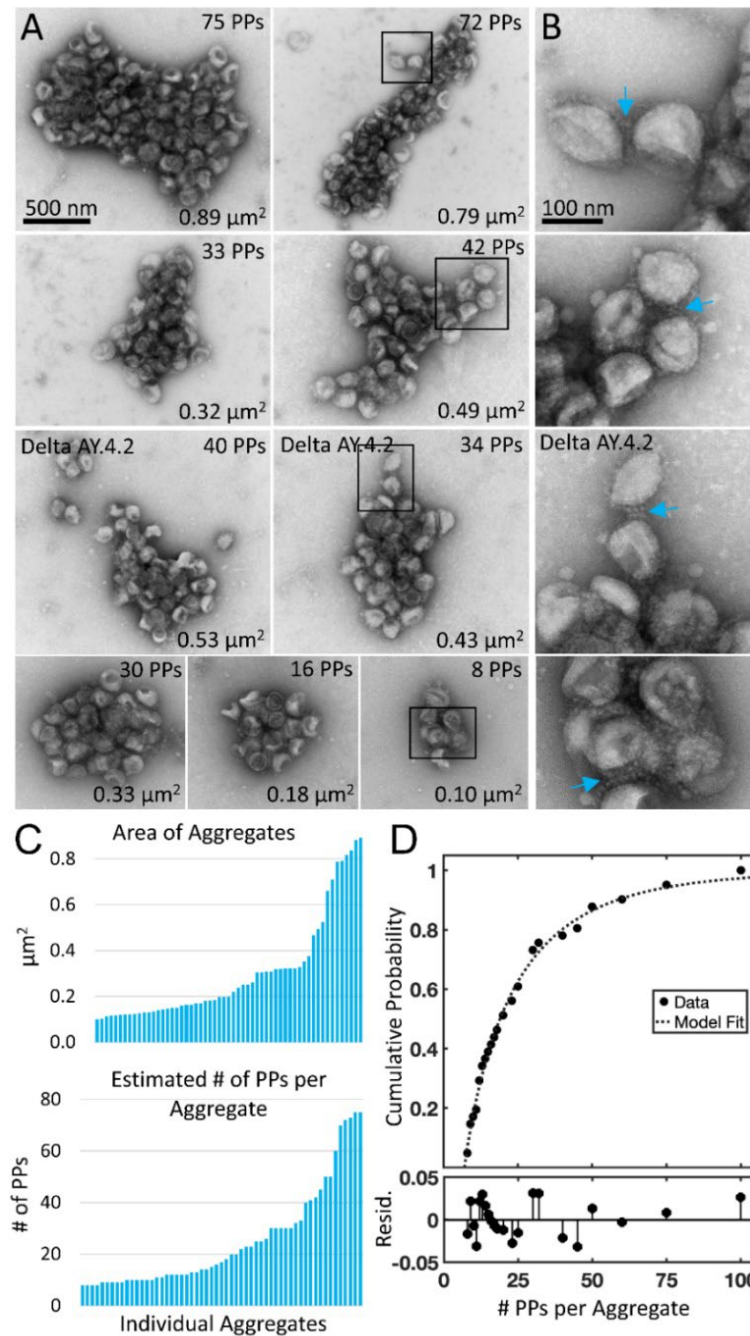 A
75 PPs
500 nm
0.89 µm²
72 PPs
0.79 µm²
B
100 nm
33 PPs
0.32 µm²
42 PPs
0.49 µm²
Delta AY.4.2 40 PPs
0.53 µm²
Delta AY.4.2 34 PPs
0.43 µm²
Delta AY.4.2
30 PPs
0.33 µm²
16 PPs
0.18 µm²
8 PPs
0.10 µm²
C
Area of Aggregates
µm²
0.8
0.6
0.4
0.2
0.0
Estimated # of PPs per
Aggregate
# of PPs
80
60
40
20
0
Individual Aggregates
D
Cumulative Probability
1
0.8
0.6
0.4
0.2
Data
Model Fit
Resid.
0.05
0
-0.05
0 25 50 75 100
# PPs per Aggregate